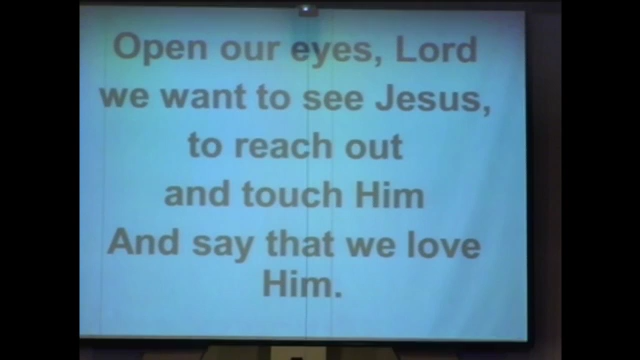 Open our eyes, Lord
we want to see Jesus,
to reach out
and touch Him
And say that we love
Him.